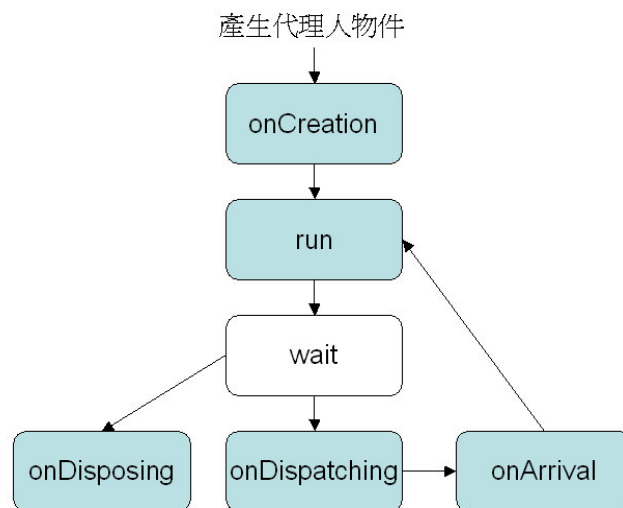 產生代理人物件
onCreation
run
wait
onDisposing
onDispatching
onArrival